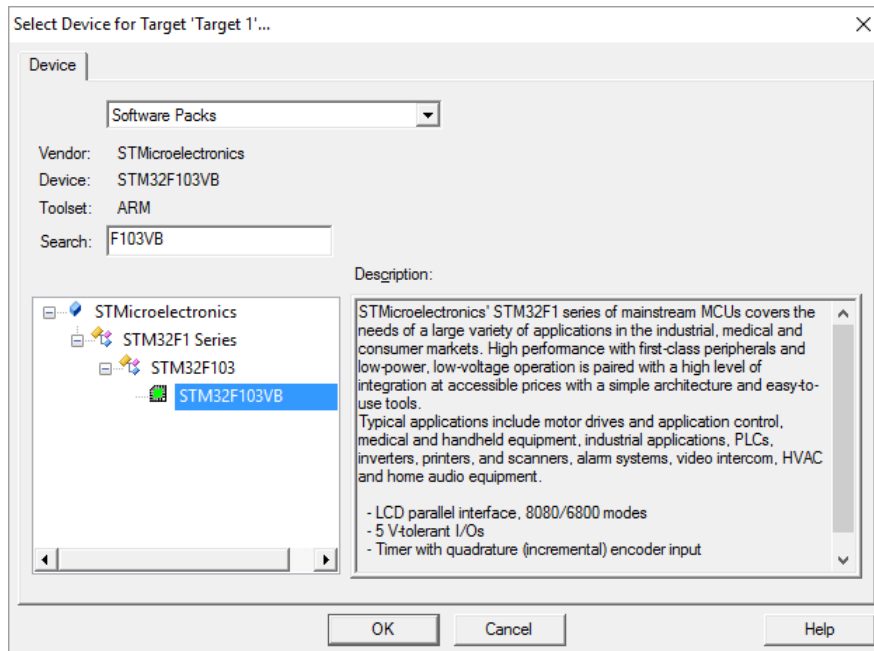 Select Device for Target 'Target 1'...
Device
Software Packs
Vendor: STMicroelectronics
Device: STM32F103VB
Toolset: ARM
Search: F103VB
Description:
STMicroelectronics
STM32F1 Series
STM32F103
STM32F103VB
STMicroelectronics' STM32F1 series of mainstream MCUs covers the
needs of a large variety of applications in the industrial, medical and
consumer markets. High performance with first-class peripherals and
low-power, low-voltage operation is paired with a high level of
integration at accessible prices with a simple architecture and easy-to-
use tools.
Typical applications include motor drives and application control,
medical and handheld equipment, industrial applications, PLCs,
inverters, printers, and scanners, alarm systems, video intercom, HVAC
and home audio equipment.
- LCD parallel interface, 8080/6800 modes
- 5 V-tolerant I/Os
- Timer with quadrature (incremental) encoder input
OK
Cancel
Help